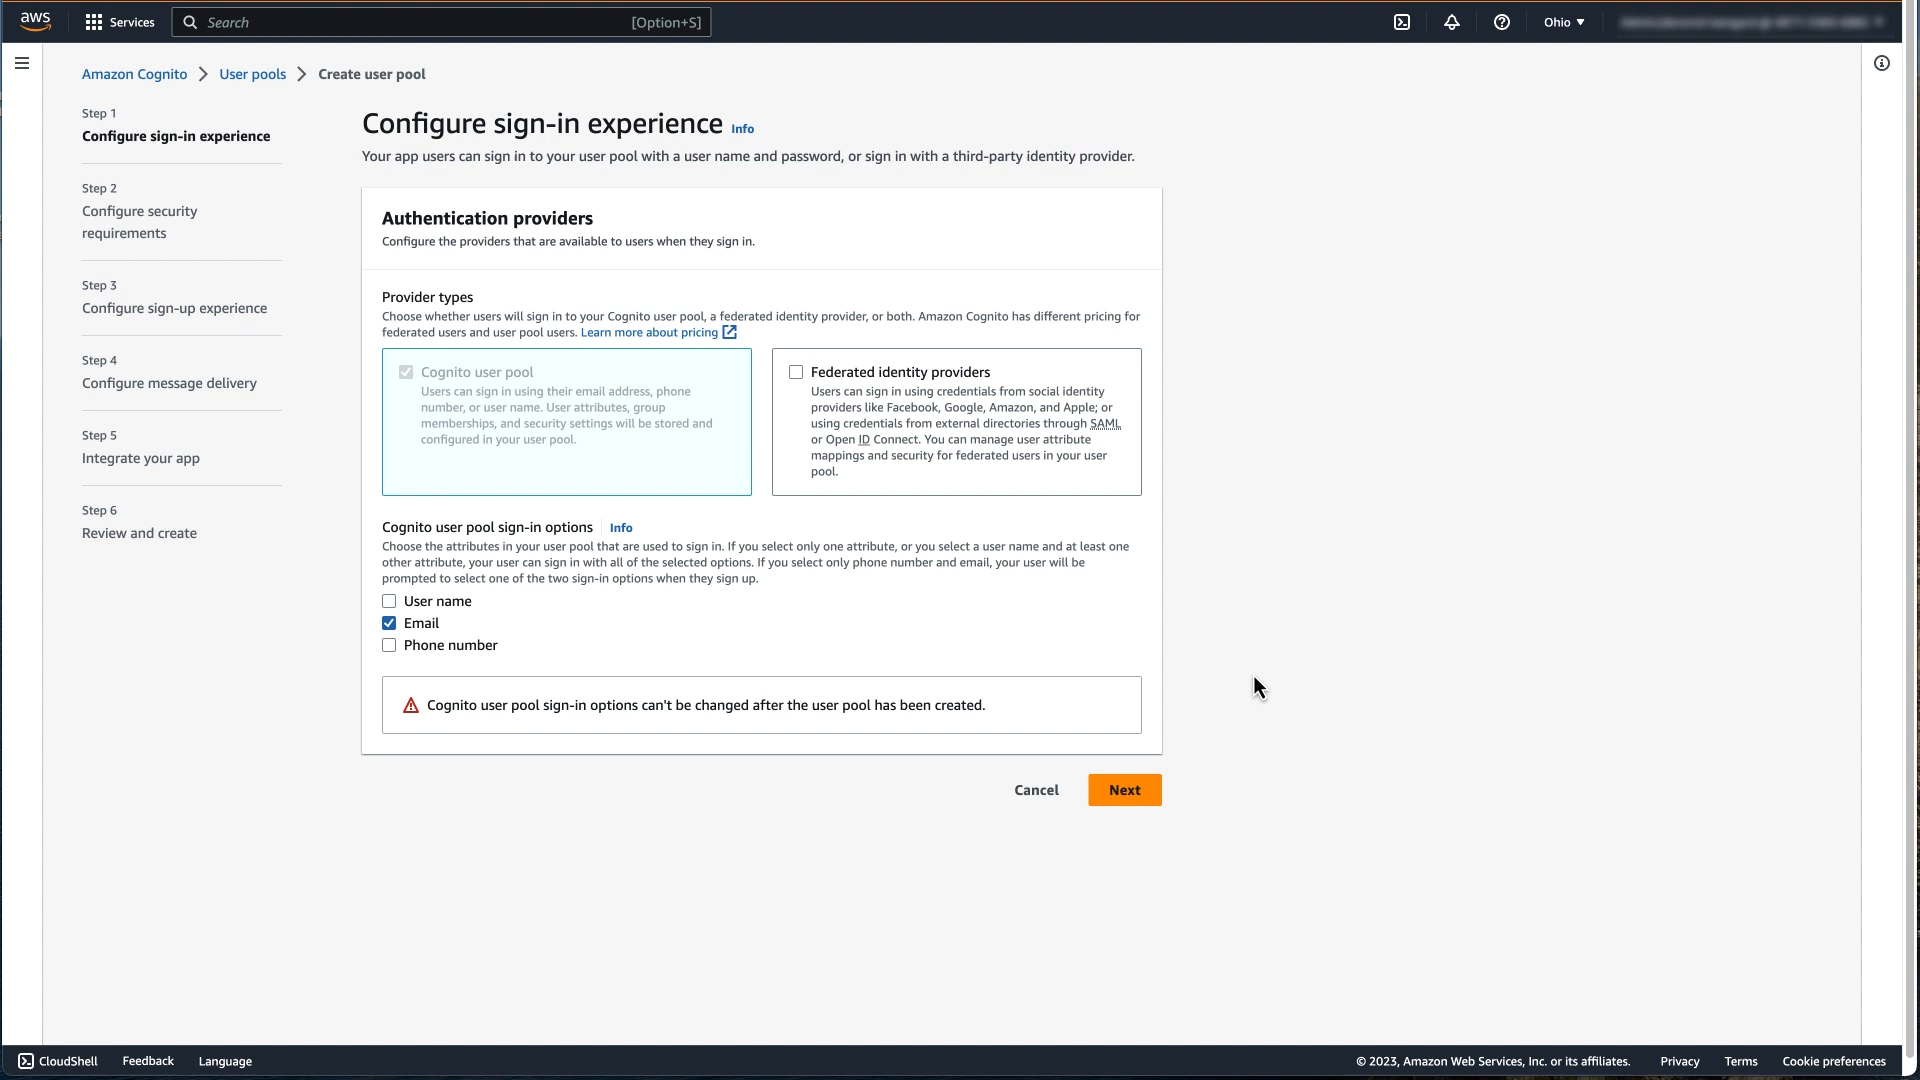 aws
Services
Search
[Option+S]
Ohio
Amazon Cognito
User pools
Create user pool
Step 1
Configure sign-in experience
Step 2
Configure security
requirements
Step 3
Configure sign-up experience
Step 4
Configure message delivery
Step 5
Integrate your app
Step 6
Review and create
Configure sign-in experience Info
Your app users can sign in to your user pool with a user name and password, or sign in with a third-party identity provider.
Authentication providers
Configure the providers that are available to users when they sign in.
Provider types
Choose whether users will sign in to your Cognito user pool, a federated identity provider, or both. Amazon Cognito has different pricing for
federated users and user pool users. Learn more about pricing
Cognito user pool
Users can sign in using their email address, phone
number, or user name. User attributes, group
memberships, and security settings will be stored and
configured in your user pool.
Federated identity providers
Users can sign in using credentials from social identity
providers like Facebook, Google, Amazon, and Apple; or
using credentials from external directories through SAML
or Open ID Connect. You can manage user attribute
mappings and security for federated users in your user
pool.
Cognito user pool sign-in options Info
Choose the attributes in your user pool that are used to sign in. If you select only one attribute, or you select a user name and at least one
other attribute, your user can sign in with all of the selected options. If you select only phone number and email, your user will be
prompted to select one of the two sign-in options when they sign up.
User name
Email
Phone number
Cognito user pool sign-in options can't be changed after the user pool has been created.
Cancel
Next
CloudShell
Feedback
Language
© 2023, Amazon Web Services, Inc. or its affiliates.
Privacy
Terms
Cookie preferences